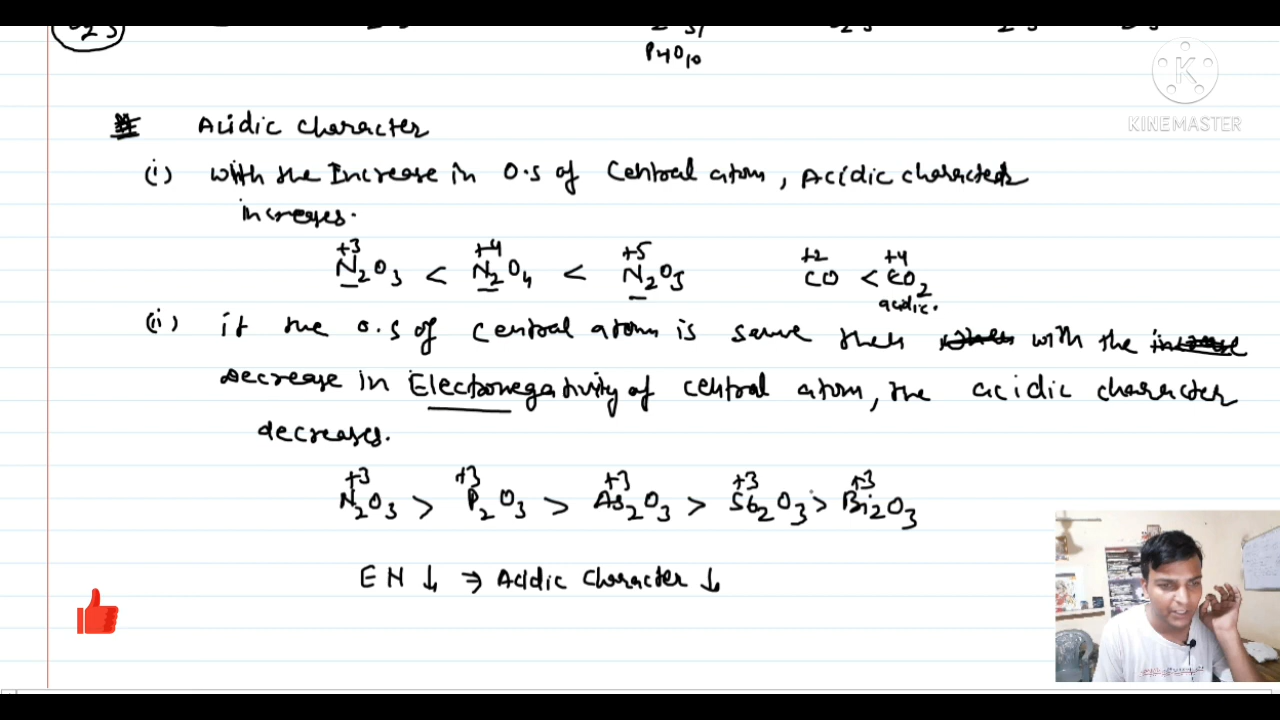 P4O10
KINEMASTER
Acidic character
(i) with the Increase in O.S of Central atom, Acidic character
increases.
+3 +4 +5 +2 +4
N2O3 < N2O4 < N2O5 CO < CO2
acidic.
(ii) if the O.S of central atom is same then with the
Decrease in Electronegativity of central atom, the acidic character
decreases.
+3 +3 +3 +3 +3
N2O3 > P2O3 > As2O3 > Sb2O3 > Bi2O3
EN ↓ ⇒ Acidic Character ↓